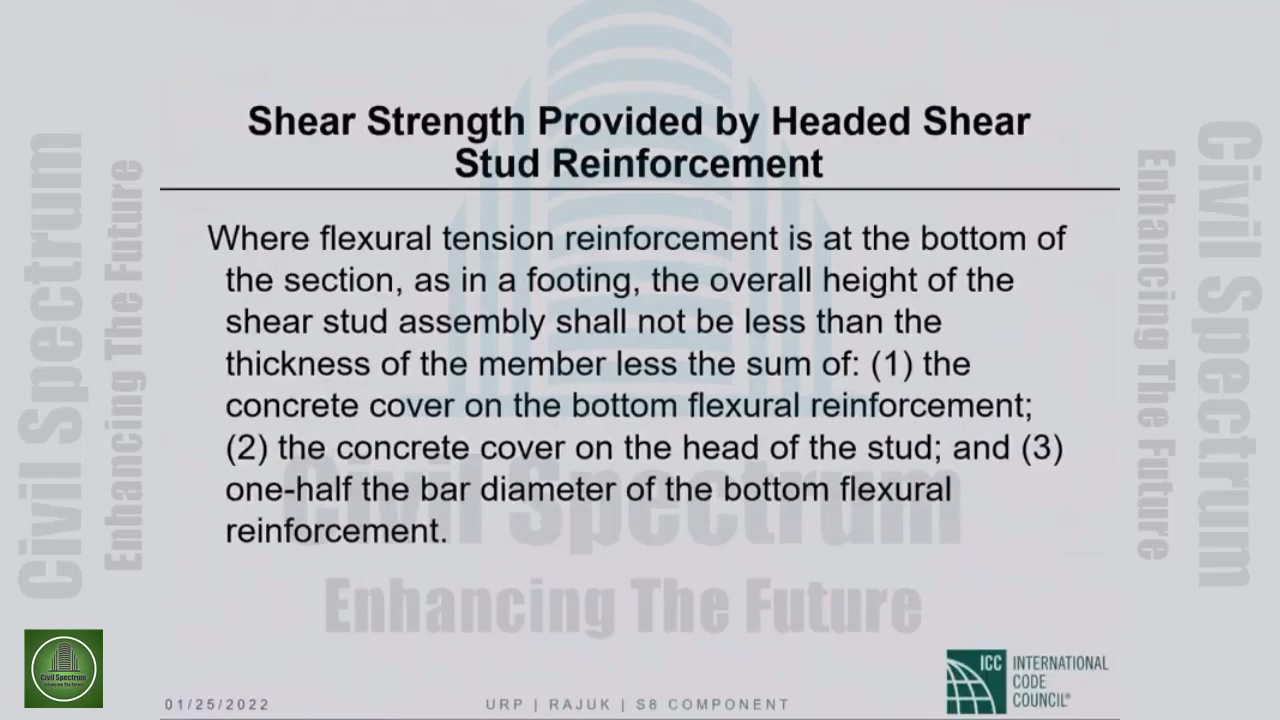 Shear Strength Provided by Headed Shear
Stud Reinforcement
Where flexural tension reinforcement is at the bottom of
the section, as in a footing, the overall height of the
shear stud assembly shall not be less than the
thickness of the member less the sum of: (1) the
concrete cover on the bottom flexural reinforcement;
(2) the concrete cover on the head of the stud; and (3)
one-half the bar diameter of the bottom flexural
reinforcement.
Civil Spectrum
Enhancing The Future
Civil Spectrum
Enhancing The Future
Civil Spectrum
Enhancing The Future
Civil Spectrum
Enhancing The Future
01/25/2022
URP | RAJUK | S8 COMPONENT
ICC INTERNATIONAL
CODE
COUNCIL®